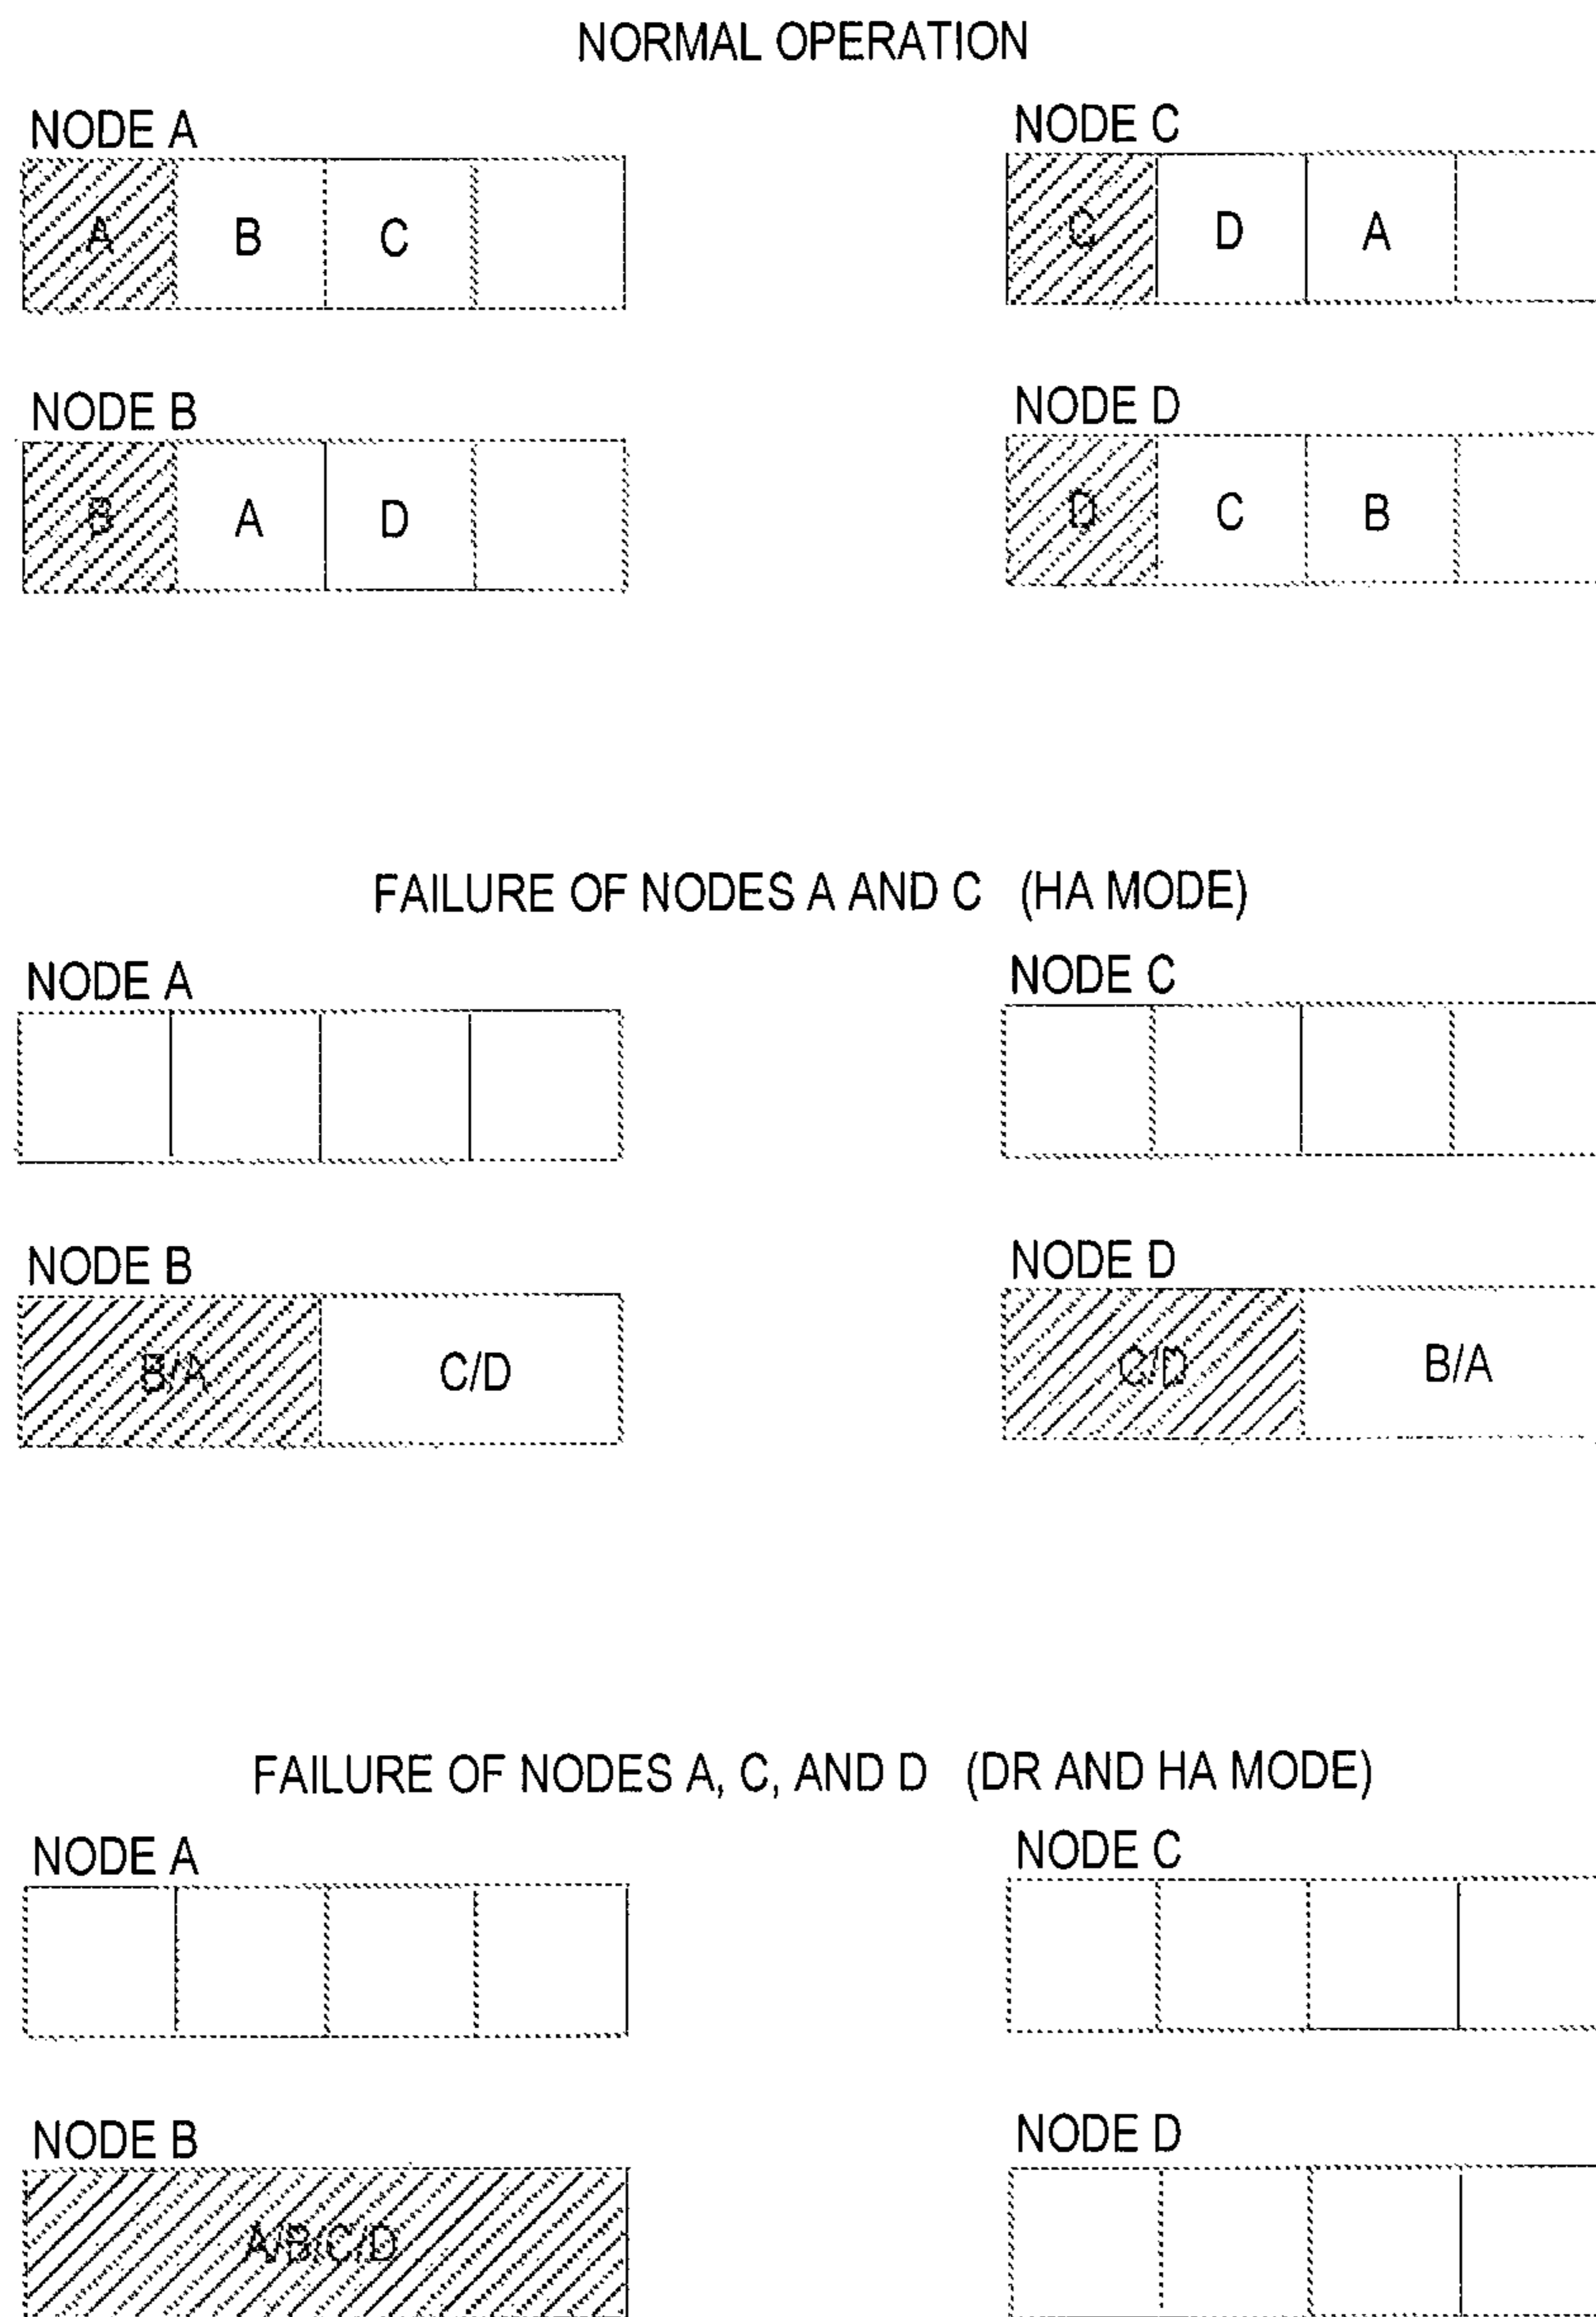 NORMAL OPERATION
NODE A
A B C
NODE C
C D A
NODE B
B A D
NODE D
D C B
FAILURE OF NODES A AND C (HA MODE)
NODE A
NODE C
NODE B
B/A C/D
NODE D
C/D B/A
FAILURE OF NODES A, C, AND D (DR AND HA MODE)
NODE A
NODE C
NODE B
A/B/C/D
NODE D